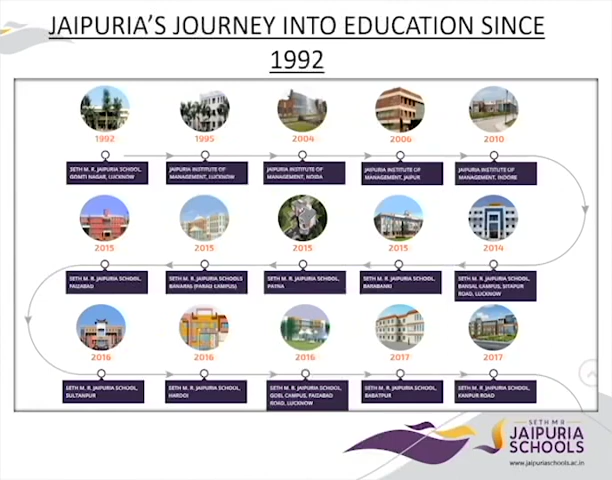 JAIPURIA'S JOURNEY INTO EDUCATION SINCE
1992
1992
1995
2004
2006
2010
SETH M. R. JAIPURIA SCHOOL,
GOMTI NAGAR, LUCKNOW
JAIPURIA INSTITUTE OF
MANAGEMENT, LUCKNOW
JAIPURIA INSTITUTE OF
MANAGEMENT, NOIDA
JAIPURIA INSTITUTE OF
MANAGEMENT, JAIPUR
JAIPURIA INSTITUTE OF
MANAGEMENT, INDORE
2015
2015
2015
2015
2014
SETH M. R. JAIPURIA SCHOOL,
FAIZABAD
SETH M. R. JAIPURIA SCHOOLS
BANARAS (PARAO CAMPUS)
SETH M. R. JAIPURIA SCHOOL,
PATNA
SETH M. R. JAIPURIA SCHOOL,
BARABANKI
SETH M. R. JAIPURIA SCHOOL,
BANSAL CAMPUS, SITAPUR
ROAD, LUCKNOW
2016
2016
2016
2017
2017
SETH M. R. JAIPURIA SCHOOL,
SULTANPUR
SETH M. R. JAIPURIA SCHOOL,
HARDOI
SETH M. R. JAIPURIA SCHOOL,
GOEL CAMPUS, FAIZABAD
ROAD, LUCKNOW
SETH M. R. JAIPURIA SCHOOL,
BABATPUR
SETH M. R. JAIPURIA SCHOOL,
KANPUR ROAD
SETH M R
JAIPURIA
SCHOOLS
www.jaipuriaschools.ac.in